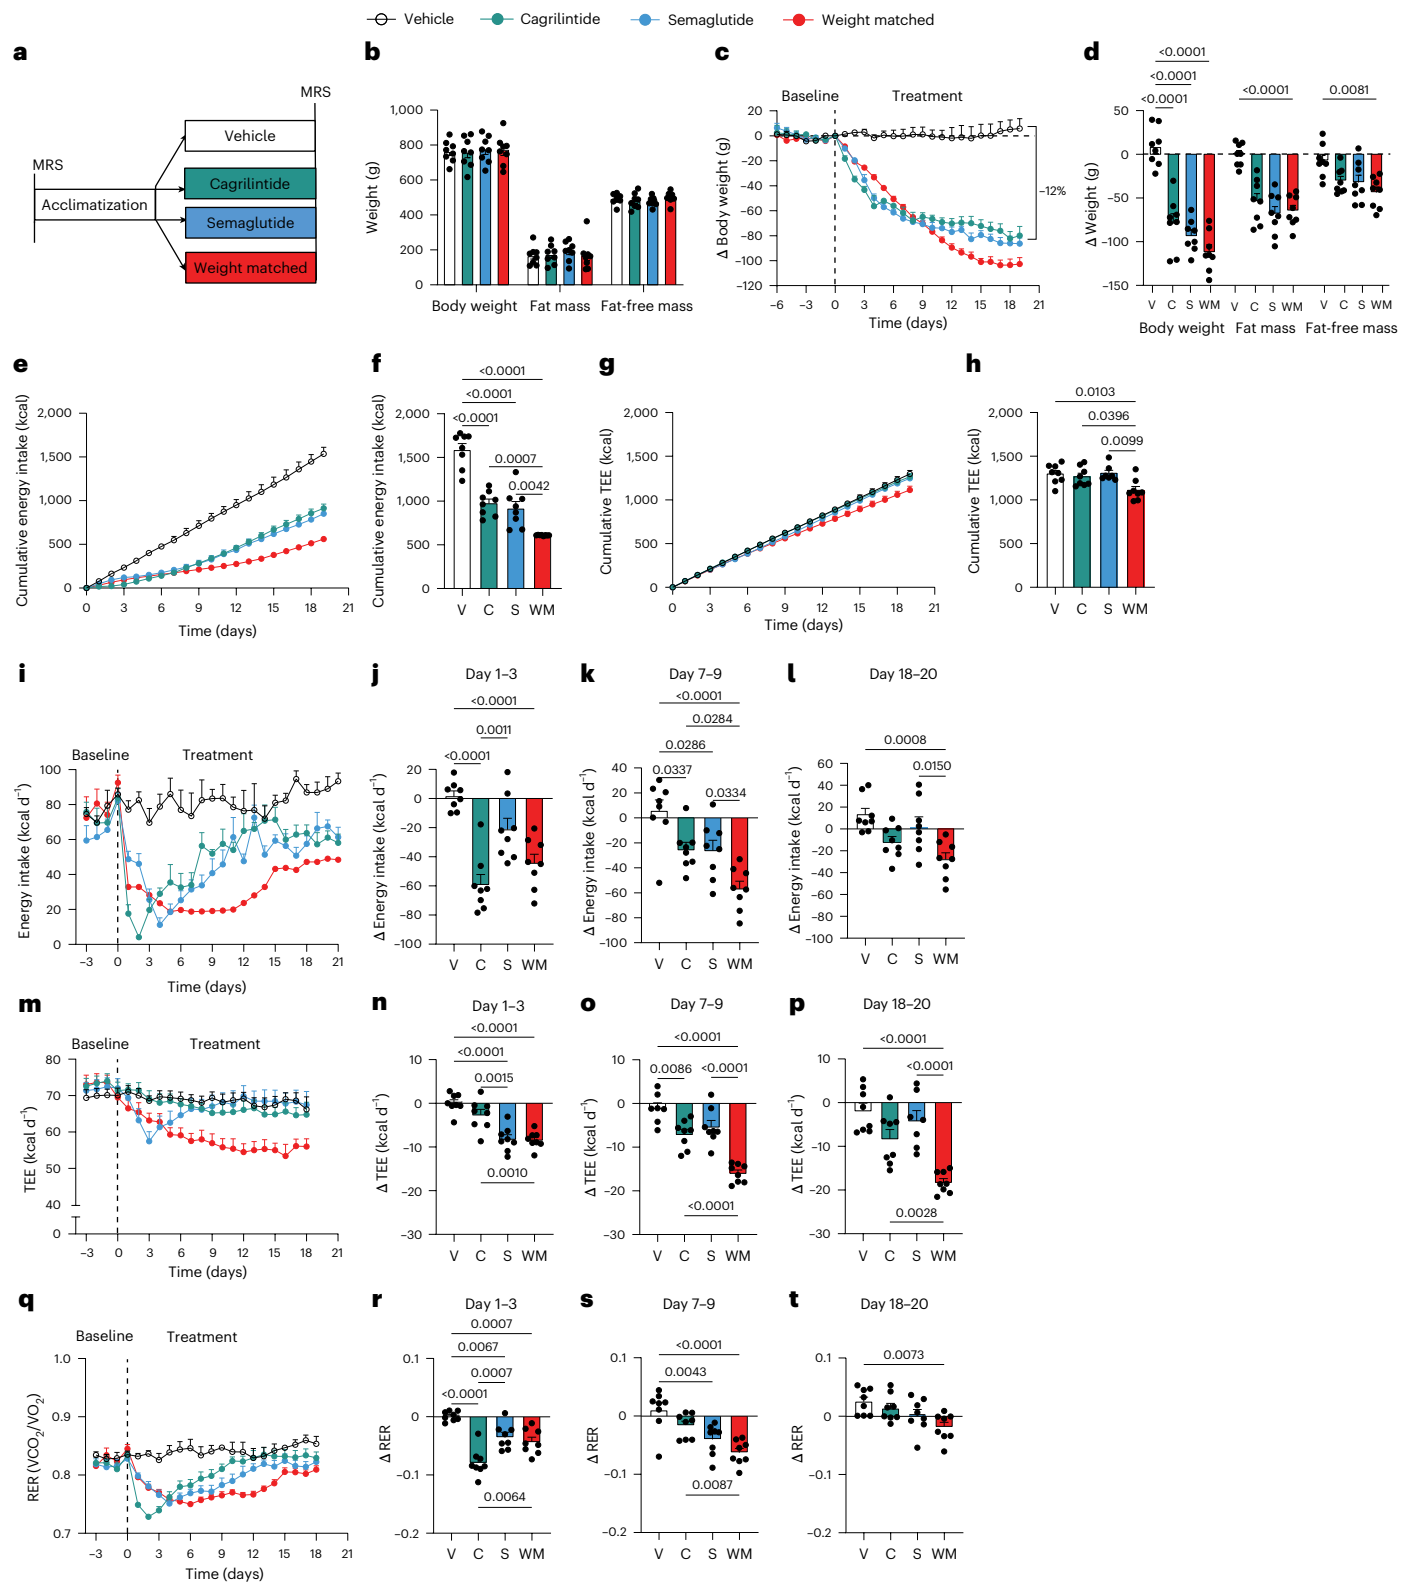 Vehicle Cagrilintide Semaglutide Weight matched
a
MRS
MRS
Acclimatization
Vehicle
Cagrilintide
Semaglutide
Weight matched
b
Weight (g)
1,000
800
600
400
200
0
Body weight Fat mass Fat-free mass
c
Baseline Treatment
Δ Body weight (g)
20
0
−20
−40
−60
−80
−100
−120
−12%
−6 −3 0 3 6 9 12 15 18 21
Time (days)
d
<0.0001
<0.0001
<0.0001 <0.0001 0.0081
Δ Weight (g)
50
0
−50
−100
−150
V C S WM V C S WM V C S WM
Body weight Fat mass Fat-free mass
e
Cumulative energy intake (kcal)
2,000
1,500
1,000
500
0
0 3 6 9 12 15 18 21
Time (days)
f
<0.0001
<0.0001
<0.0001
0.0007
0.0042
Cumulative energy intake (kcal)
2,000
1,500
1,000
500
0
V C S WM
g
Cumulative TEE (kcal)
2,000
1,500
1,000
500
0
0 3 6 9 12 15 18 21
Time (days)
h
0.0103
0.0396
0.0099
Cumulative TEE (kcal)
2,000
1,500
1,000
500
0
V C S WM
i
Baseline Treatment
Energy intake (kcal d−1)
100
80
60
40
20
0
−3 0 3 6 9 12 15 18 21
Time (days)
j
Day 1–3
<0.0001
0.0011
<0.0001
Δ Energy intake (kcal d−1)
20
0
−20
−40
−60
−80
−100
V C S WM
k
Day 7–9
<0.0001
0.0284
0.0286
0.0337
0.0334
Δ Energy intake (kcal d−1)
40
20
0
−20
−40
−60
−80
−100
V C S WM
l
Day 18–20
0.0008
0.0150
Δ Energy intake (kcal d−1)
60
40
20
0
−20
−40
−60
−80
−100
V C S WM
m
Baseline Treatment
TEE (kcal d−1)
80
70
60
50
40
0
−3 0 3 6 9 12 15 18 21
Time (days)
n
Day 1–3
<0.0001
<0.0001
0.0015
0.0010
Δ TEE (kcal d−1)
10
0
−10
−20
−30
V C S WM
o
Day 7–9
<0.0001
0.0086 <0.0001
<0.0001
Δ TEE (kcal d−1)
10
0
−10
−20
−30
V C S WM
p
Day 18–20
<0.0001
<0.0001
0.0028
Δ TEE (kcal d−1)
10
0
−10
−20
−30
V C S WM
q
Baseline Treatment
RER (VCO2/VO2)
1.0
0.9
0.8
0.7
−3 0 3 6 9 12 15 18 21
Time (days)
r
Day 1–3
0.0007
0.0067
0.0007
<0.0001
0.0064
Δ RER
0.1
0
−0.1
−0.2
V C S WM
s
Day 7–9
<0.0001
0.0043
0.0087
Δ RER
0.1
0
−0.1
−0.2
V C S WM
t
Day 18–20
0.0073
Δ RER
0.1
0
−0.1
−0.2
V C S WM